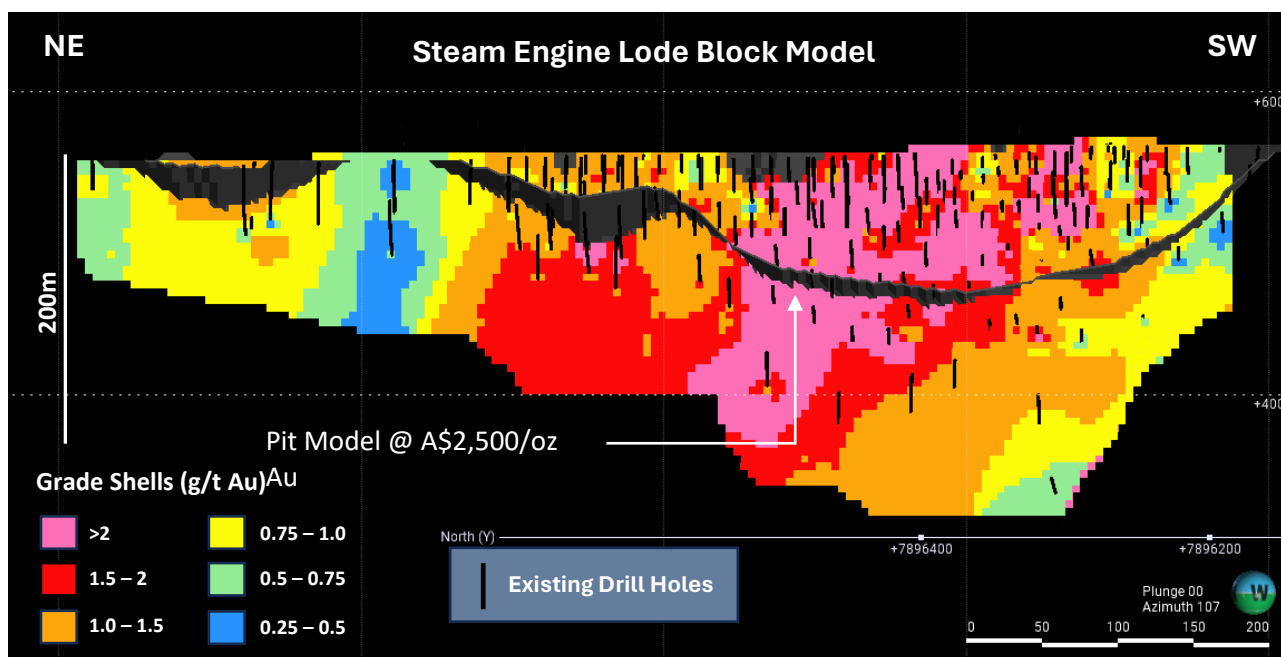 NE
Steam Engine Lode Block Model
SW
+600
200m
+400
Pit Model @ A$2,500/oz
Au
Grade Shells (g/t Au)
>2
0.75 – 1.0
1.5 – 2
0.5 – 0.75
1.0 – 1.5
0.25 – 0.5
North (Y)
+7896400
+7896200
Existing Drill Holes
Plunge 00
Azimuth 107
W
0 50 100 150 200